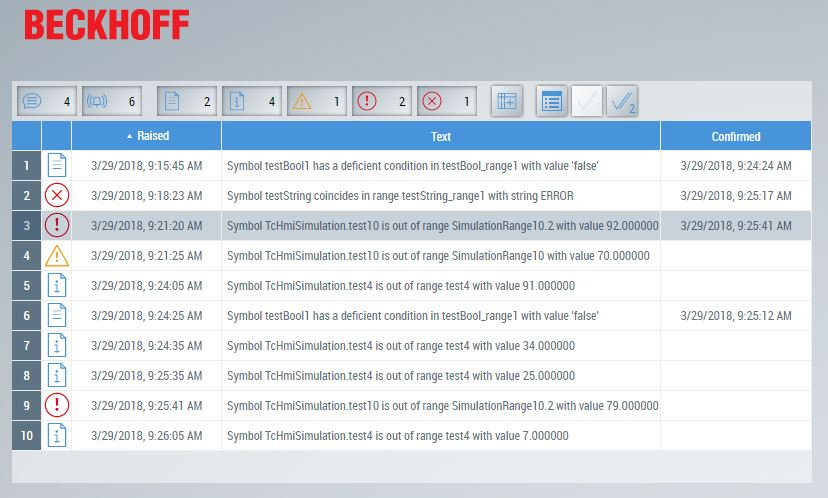 BECKHOFF
4 6 2 4 1 2 1 2
Raised Text Confirmed
1 3/29/2018, 9:15:45 AM Symbol testBool1 has a deficient condition in testBool_range1 with value 'false' 3/29/2018, 9:24:24 AM
2 3/29/2018, 9:18:23 AM Symbol testString coincides in range testString_range1 with string ERROR 3/29/2018, 9:25:17 AM
3 3/29/2018, 9:21:20 AM Symbol TcHmiSimulation.test10 is out of range SimulationRange10.2 with value 92.000000 3/29/2018, 9:25:41 AM
4 3/29/2018, 9:21:25 AM Symbol TcHmiSimulation.test10 is out of range SimulationRange10 with value 70.000000
5 3/29/2018, 9:24:05 AM Symbol TcHmiSimulation.test4 is out of range test4 with value 91.000000
6 3/29/2018, 9:24:25 AM Symbol testBool1 has a deficient condition in testBool_range1 with value 'false' 3/29/2018, 9:25:12 AM
7 3/29/2018, 9:24:35 AM Symbol TcHmiSimulation.test4 is out of range test4 with value 34.000000
8 3/29/2018, 9:25:35 AM Symbol TcHmiSimulation.test4 is out of range test4 with value 25.000000
9 3/29/2018, 9:25:41 AM Symbol TcHmiSimulation.test10 is out of range SimulationRange10.2 with value 79.000000
10 3/29/2018, 9:26:05 AM Symbol TcHmiSimulation.test4 is out of range test4 with value 7.000000